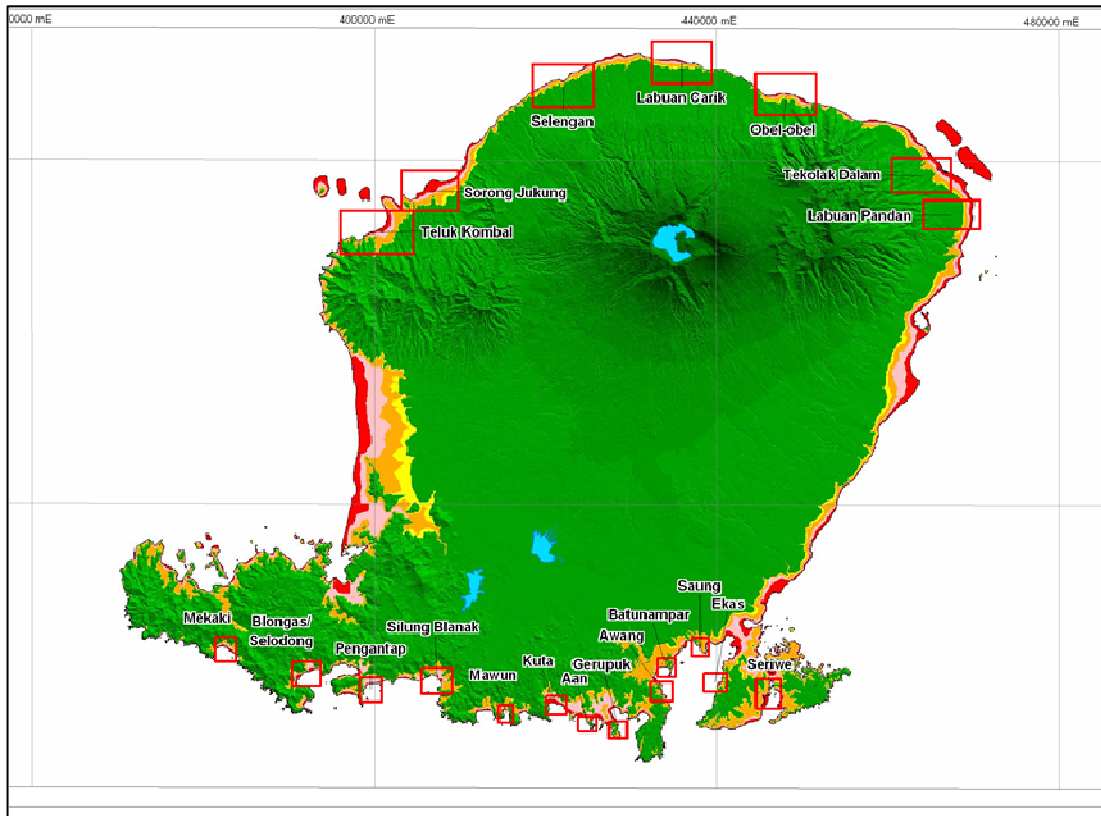 0000 mE
400000 mE
440000 mE
480000 mE
Labuan Carik
Selengan
Obel-obel
Tekolak Dalam
Sorong Jukung
Labuan Pandan
Teluk Kombal
Saung
Ekas
Batunampar
Mekaki
Blongas/
Selodong
Silung Blanak
Awang
Pengantap
Kuta
Gerupuk
Seriwe
Mawun
Aan